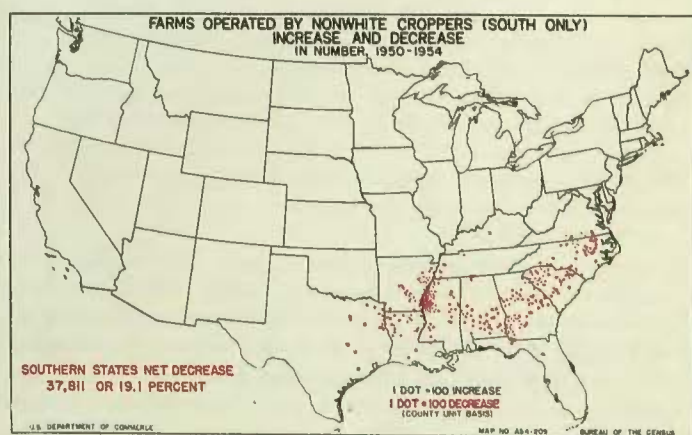 FARMS OPERATED BY NONWHITE CROPPERS (SOUTH ONLY)
INCREASE AND DECREASE
IN NUMBER, 1950-1954
SOUTHERN STATES NET DECREASE
37,811 OR 19.1 PERCENT
1 DOT = 100 INCREASE
1 DOT = 100 DECREASE
(COUNTY UNIT BASIS)
U.S. DEPARTMENT OF COMMERCE
MAP NO. A54-209
BUREAU OF THE CENSUS